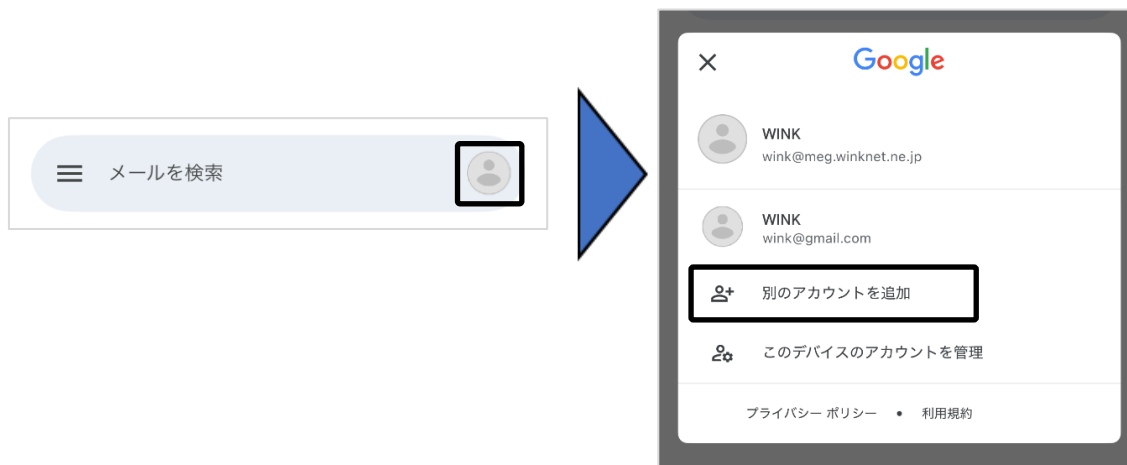 メールを検索
Google
WINK
wink@meg.winknet.ne.jp
WINK
wink@gmail.com
別のアカウントを追加
このデバイスのアカウントを管理
プライバシー ポリシー • 利用規約